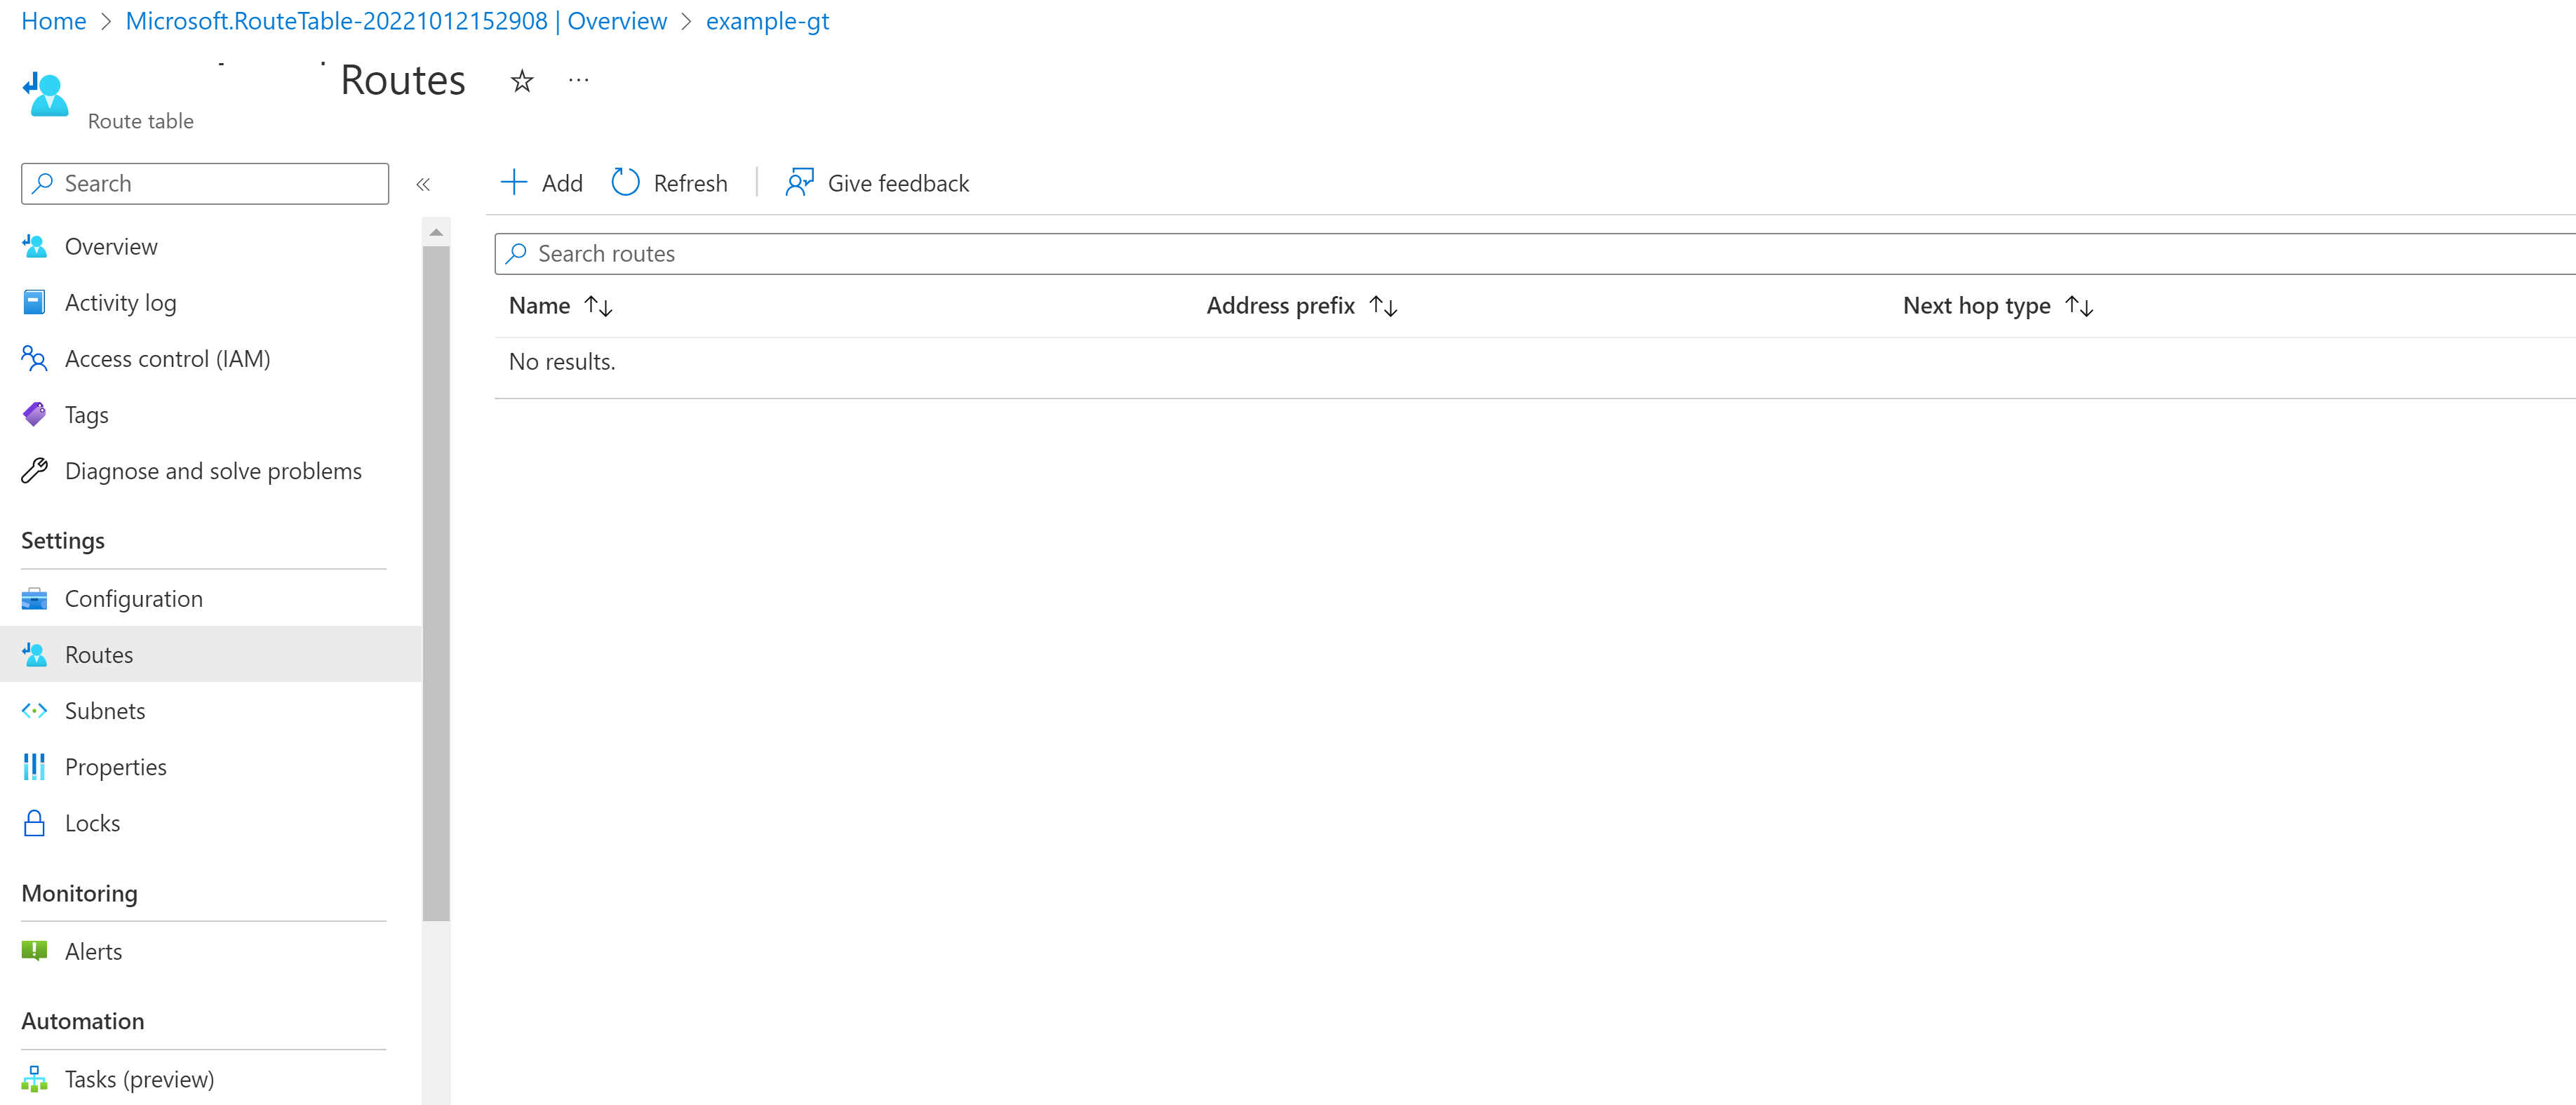 Home > Microsoft.RouteTable-20221012152908 | Overview > example-gt
Routes
Route table
Search
Overview
Activity log
Access control (IAM)
Tags
Diagnose and solve problems
Settings
Configuration
Routes
Subnets
Properties
Locks
Monitoring
Alerts
Automation
Tasks (preview)
Add Refresh | Give feedback
Search routes
Name Address prefix Next hop type
No results.